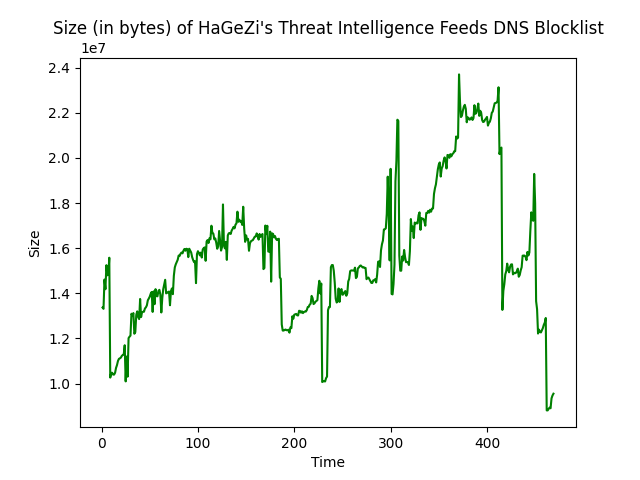 Size (in bytes) of HaGeZi's Threat Intelligence Feeds DNS Blocklist
1e7
2.4
2.2
2.0
1.8
1.6
1.4
1.2
1.0
Size
0 100 200 300 400
Time